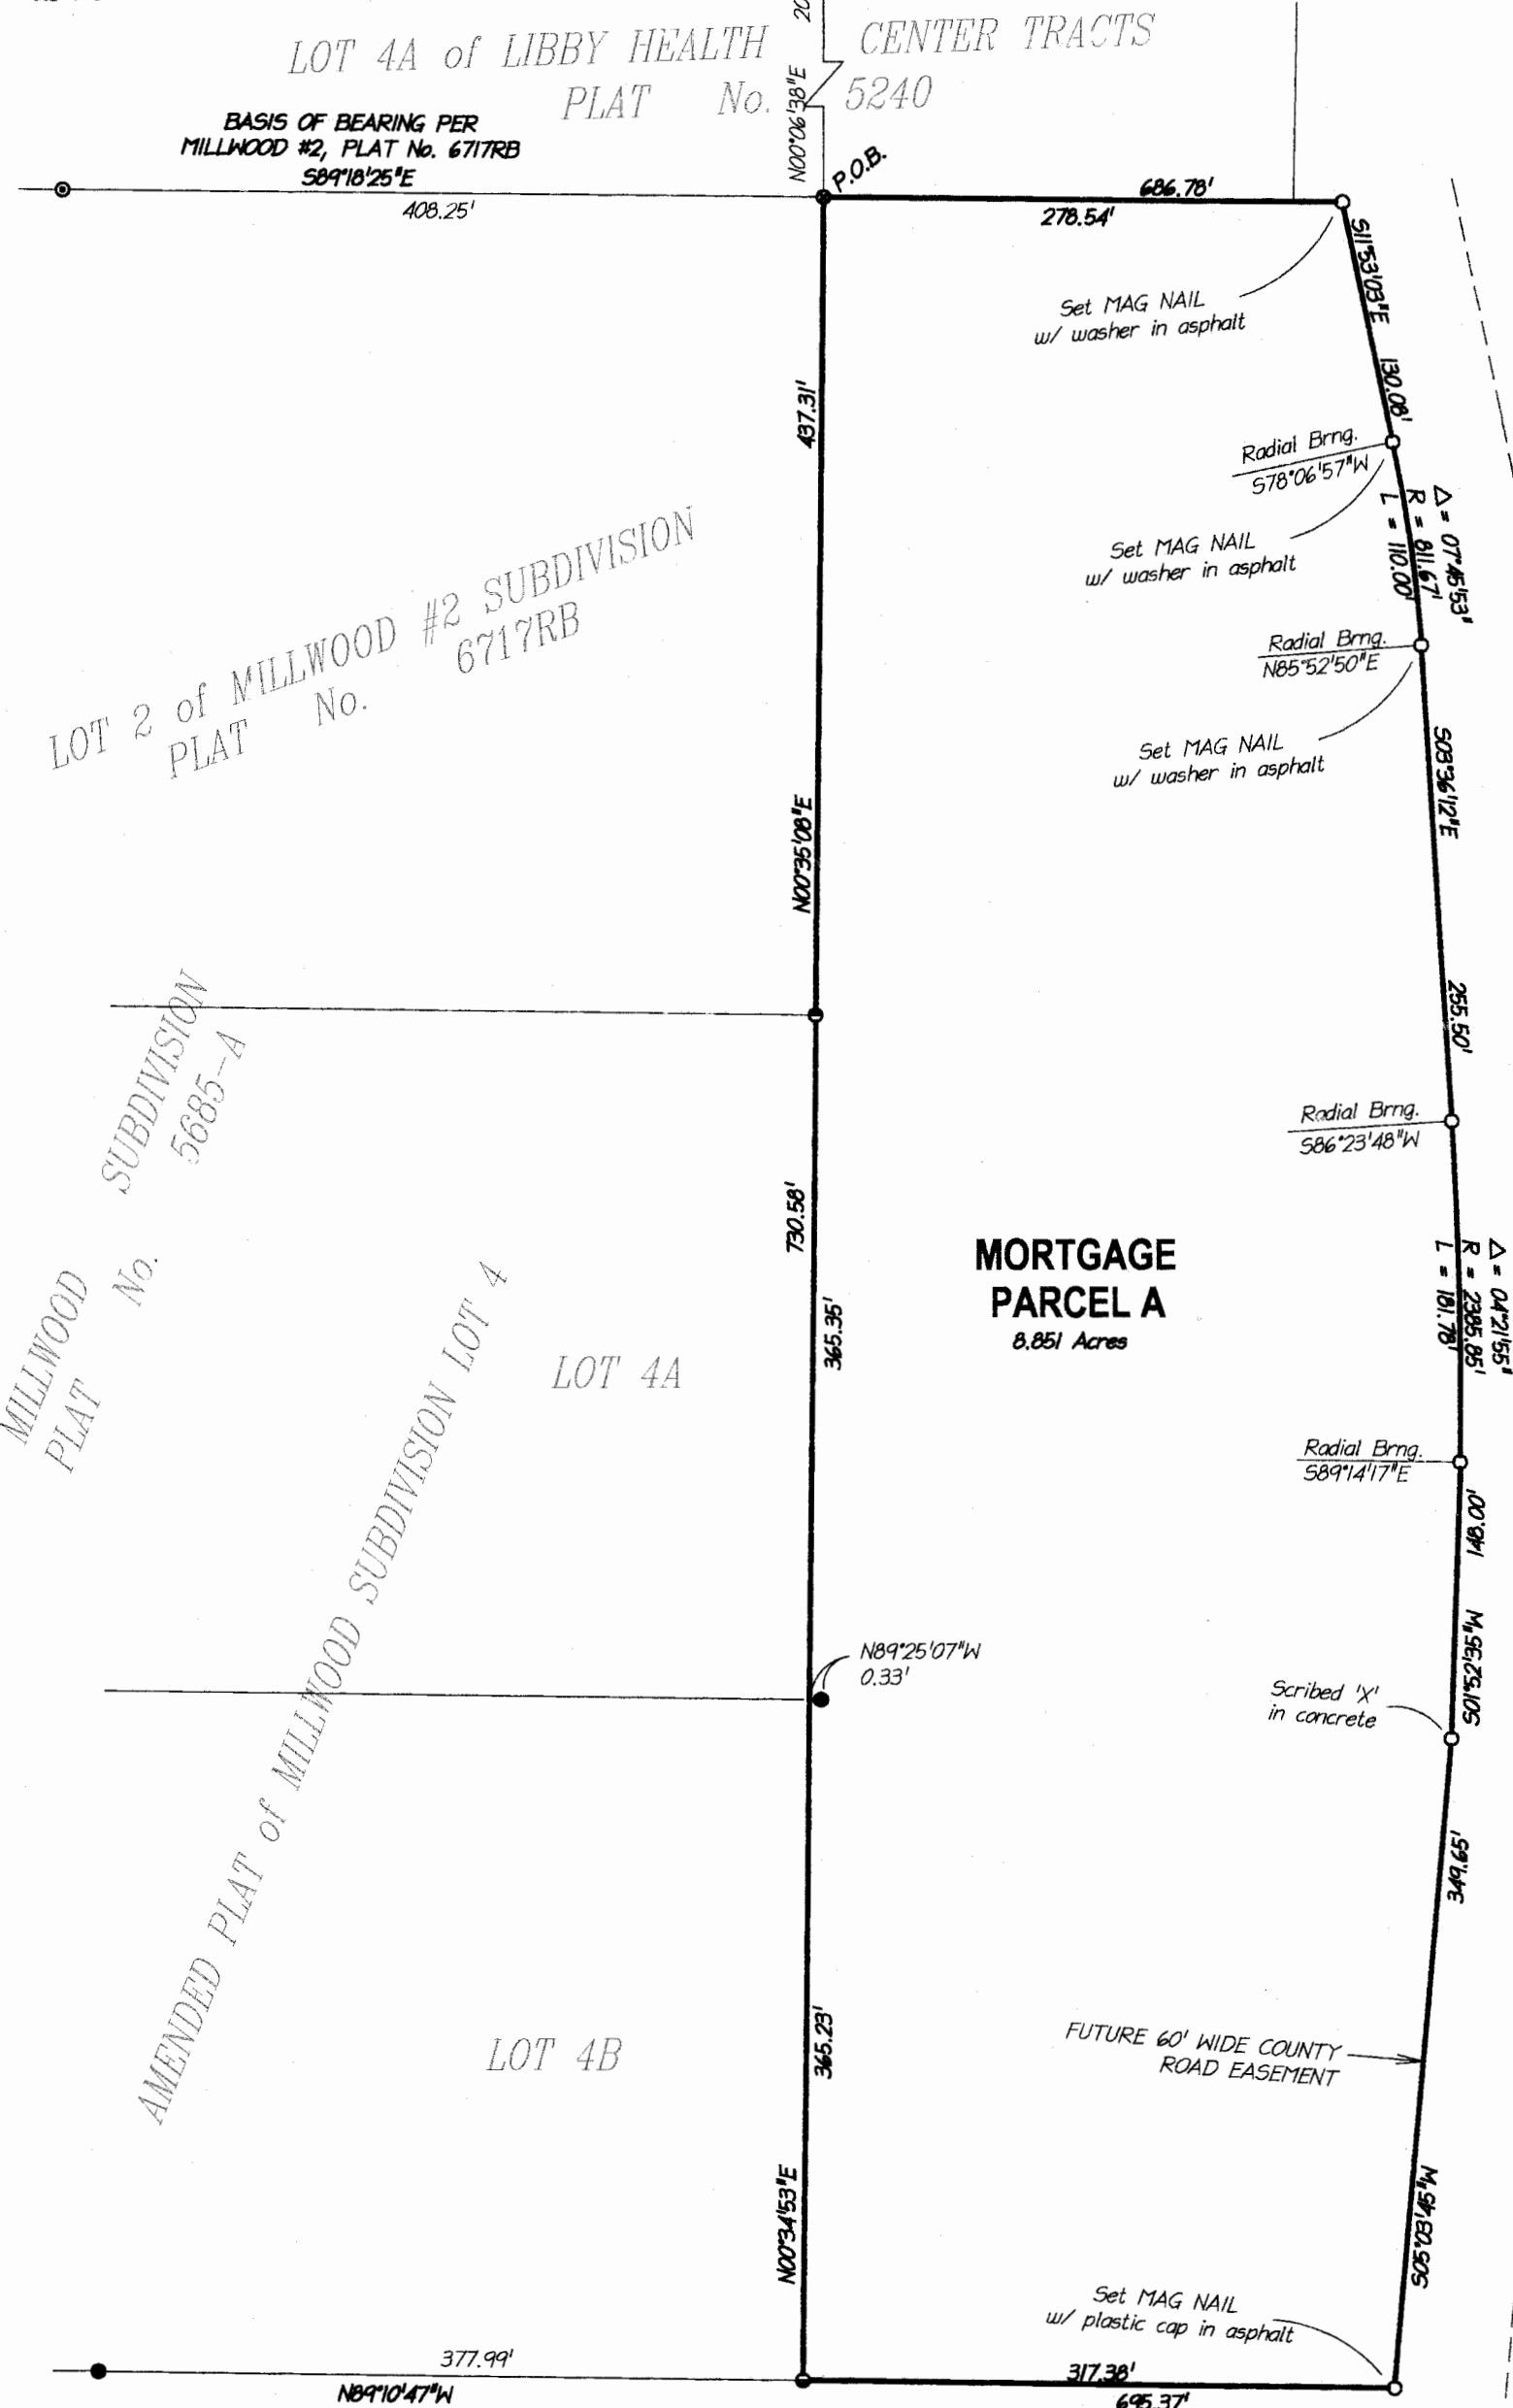 LOT 4A of LIBBY HEALTH CENTER TRACTS
PLAT No. 5240
20
N00°06'38"E
BASIS OF BEARING PER
MILLWOOD #2, PLAT No. 6717RB
S89°18'25"E
408.25'
P.O.B.
686.78'
278.54'
S11°53'03"E
130.08'
Set MAG NAIL
w/ washer in asphalt
437.31'
Radial Brng.
S78°06'57"W
Δ = 07°45'53"
R = 811.67'
L = 110.00'
Set MAG NAIL
w/ washer in asphalt
LOT 2 of MILLWOOD #2 SUBDIVISION
PLAT No. 6717RB
Radial Brng.
N85°52'50"E
Set MAG NAIL
w/ washer in asphalt
S03°36'12"E
255.50'
N00°35'08"E
MILLWOOD SUBDIVISION
PLAT No. 5685-A
Radial Brng.
S86°23'48"W
730.58'
365.35'
MORTGAGE
PARCEL A
8.851 Acres
Δ = 04°21'55"
R = 2385.85'
L = 181.78'
AMENDED PLAT of MILLWOOD SUBDIVISION LOT 4
LOT 4A
Radial Brng.
S89°14'17"E
148.00'
S01°52'35"W
N89°25'07"W
0.33'
Scribed 'X'
in concrete
349.65'
365.23'
LOT 4B
FUTURE 60' WIDE COUNTY
ROAD EASEMENT
N00°34'53"E
S05°03'45"W
Set MAG NAIL
w/ plastic cap in asphalt
377.99'
N89°10'47"W
317.38'
695.37'